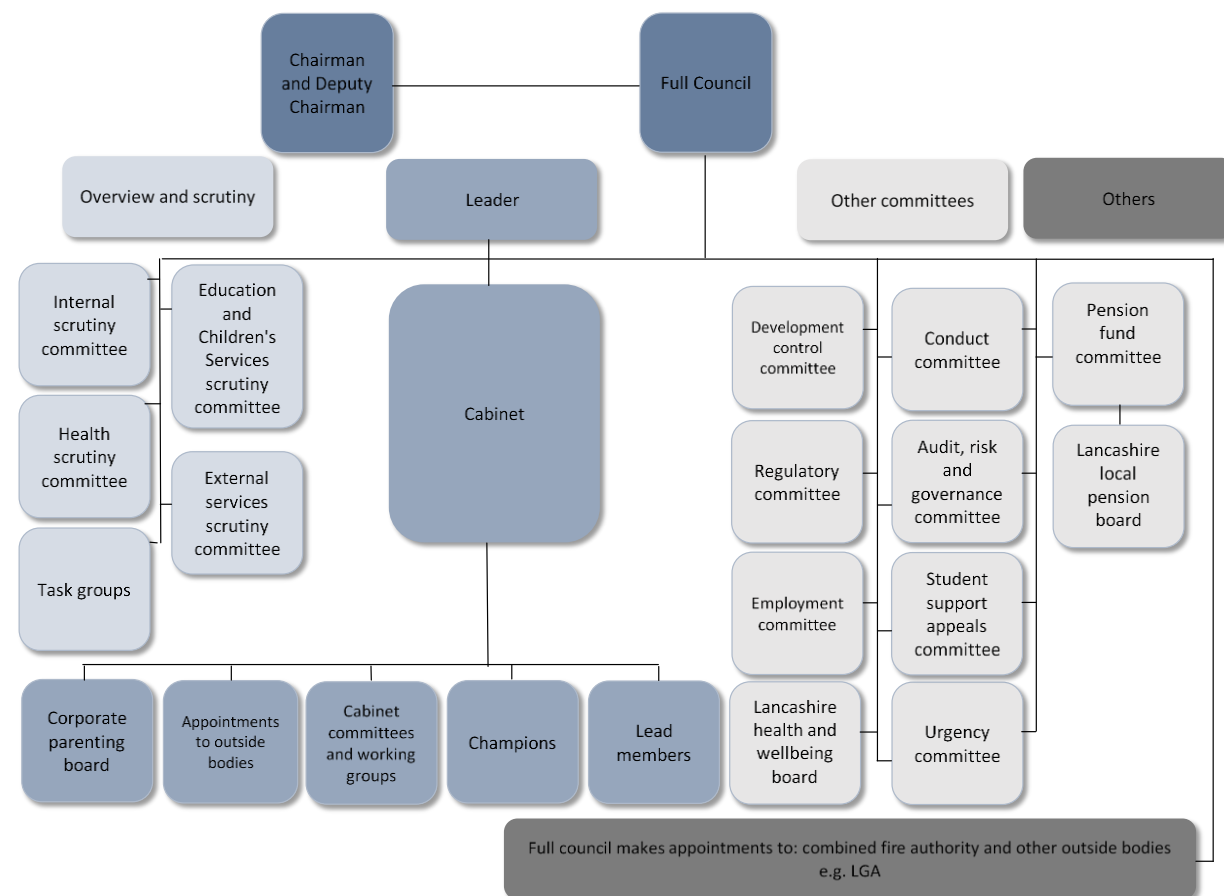 Chairman
and Deputy
Chairman
Full Council
Overview and scrutiny
Leader
Other committees
Others
Internal
scrutiny
committee
Education
and
Children's
Services
scrutiny
committee
Health
scrutiny
committee
External
services
scrutiny
committee
Task groups
Cabinet
Development
control
committee
Conduct
committee
Pension
fund
committee
Regulatory
committee
Audit, risk
and
governance
committee
Lancashire
local
pension
board
Employment
committee
Student
support
appeals
committee
Lancashire
health and
wellbeing
board
Urgency
committee
Corporate
parenting
board
Appointments
to outside
bodies
Cabinet
committees
and working
groups
Champions
Lead
members
Full council makes appointments to: combined fire authority and other outside bodies
e.g. LGA